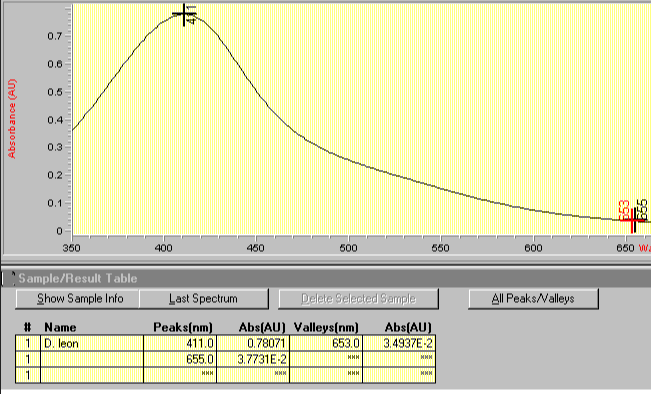 0.7
0.6
0.5
0.4
0.3
0.2
0.1
0
Absorbance (AU)
411
653
655
350 400 450 500 550 600 650
Sample/Result Table
Show Sample Info Last Spectrum Delete Selected Sample All Peaks/Valleys
# Name Peaks(nm) Abs(AU) Valleys(nm) Abs(AU)
1 D. leon 411.0 0.78071 653.0 3.4937E-2
1 655.0 3.7731E-2 *** ***
1 *** *** *** ***